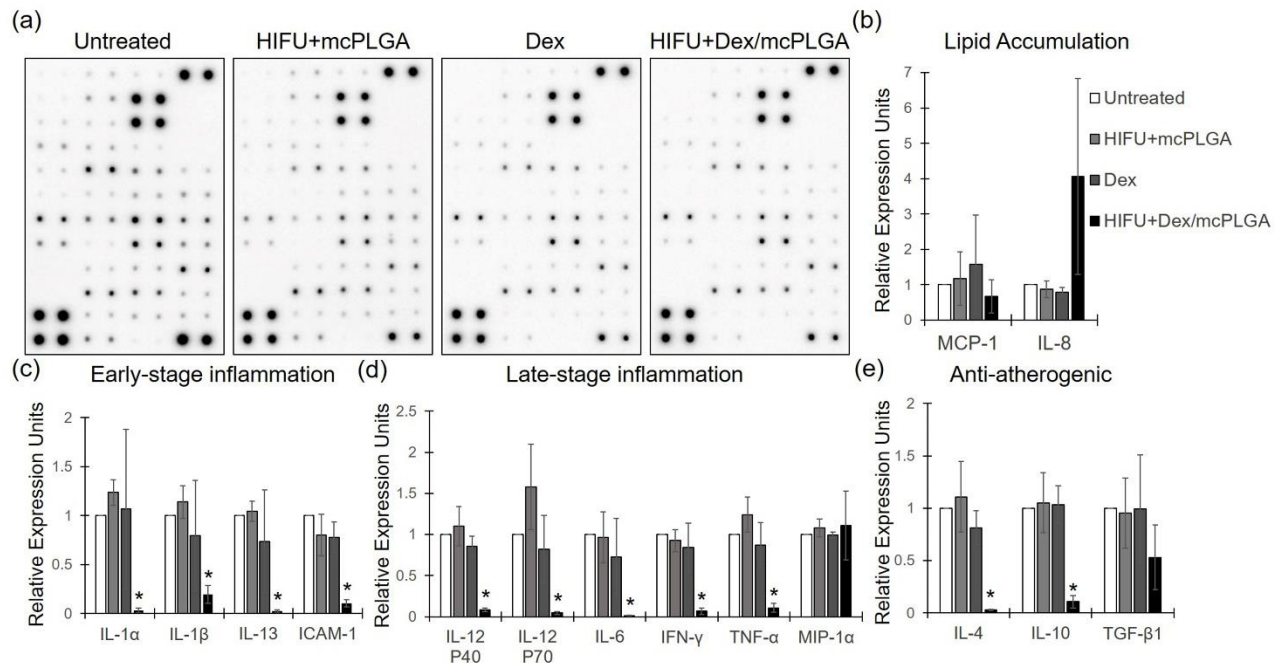 (a)
Untreated
HIFU+mcPLGA
Dex
HIFU+Dex/mcPLGA
(b)
Lipid Accumulation
Relative Expression Units
7
6
5
4
3
2
1
0
MCP-1
IL-8
Untreated
HIFU+mcPLGA
Dex
HIFU+Dex/mcPLGA
(c)
Early-stage inflammation
Relative Expression Units
2
1.5
1
0.5
0
*
*
*
*
IL-1α
IL-1β
IL-13
ICAM-1
(d)
Late-stage inflammation
Relative Expression Units
2.5
2
1.5
1
0.5
0
*
*
*
*
*
IL-12
P40
IL-12
P70
IL-6
IFN-γ
TNF-α
MIP-1α
(e)
Anti-atherogenic
Relative Expression Units
2
1.5
1
0.5
0
*
*
IL-4
IL-10
TGF-β1